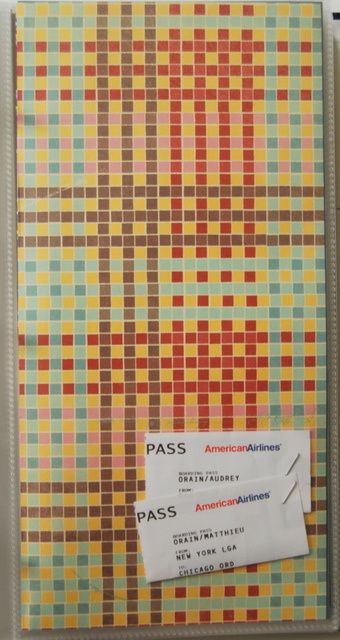 PASS AmericanAirlines
BOARDING PASS
ORAIN/AUDREY
FROM:
PASS AmericanAirlines
BOARDING PASS
ORAIN/MATTHIEU
FROM:
NEW YORK LGA
TO:
CHICAGO ORD